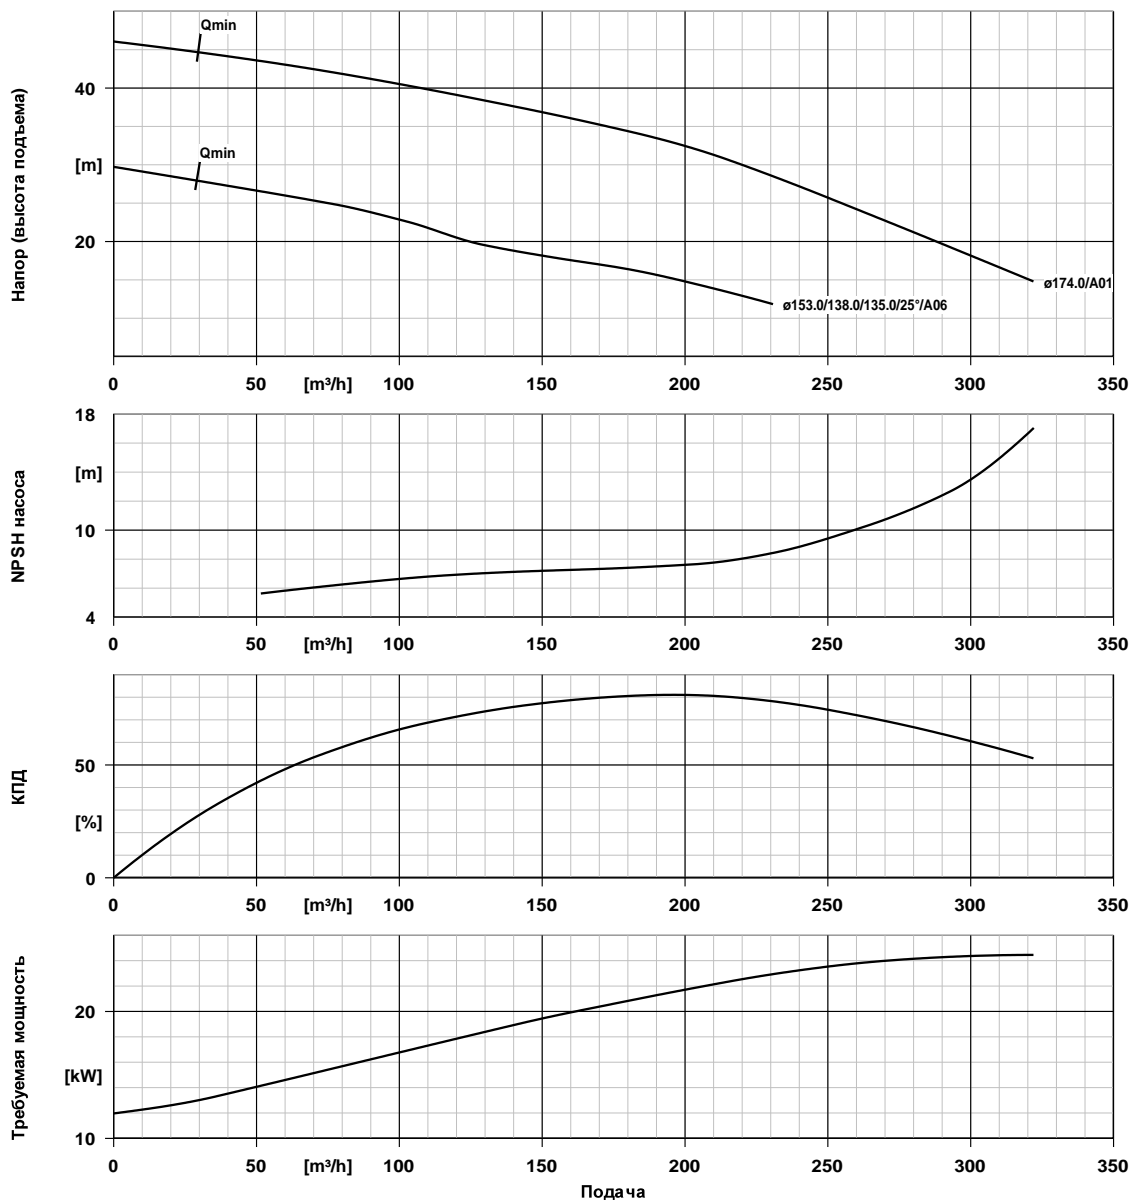 Qmin
40
Напор (высота подъема)
Qmin
[m]
20
ø174.0/A01
ø153.0/138.0/135.0/25°/A06
0 50 [m³/h] 100 150 200 250 300 350
18
[m]
NPSH насоса
10
4
0 50 [m³/h] 100 150 200 250 300 350
50
КПД
[%]
0
0 50 [m³/h] 100 150 200 250 300 350
20
Требуемая мощность
[kW]
10
0 50 [m³/h] 100 150 200 250 300 350
Подача